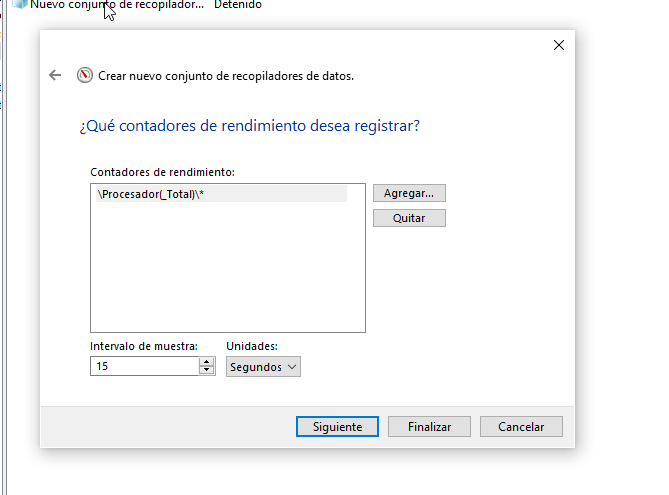 Nuevo conjunto de recopilador... Detenido
Crear nuevo conjunto de recopiladores de datos.
¿Qué contadores de rendimiento desea registrar?
Contadores de rendimiento:
\Procesador(_Total)\*
Agregar...
Quitar
Intervalo de muestra: Unidades:
15 Segundos
Siguiente Finalizar Cancelar